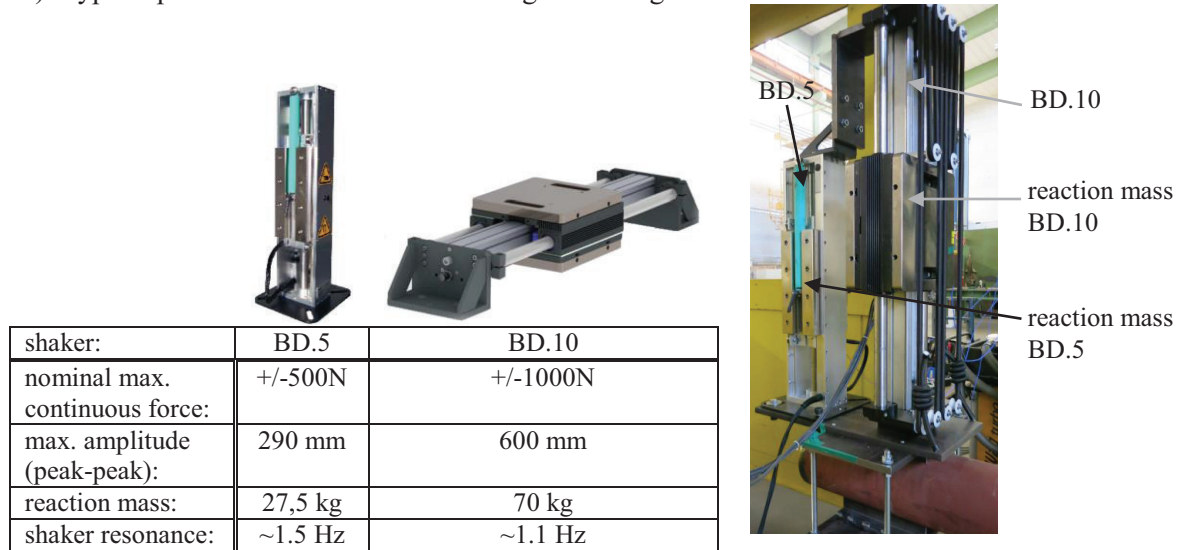 shaker: BD.5 BD.10
nominal max. continuous force: +/-500N +/-1000N
max. amplitude (peak-peak): 290 mm 600 mm
reaction mass: 27,5 kg 70 kg
shaker resonance: ~1.5 Hz ~1.1 Hz
BD.5
BD.10
reaction mass
BD.10
reaction mass
BD.5